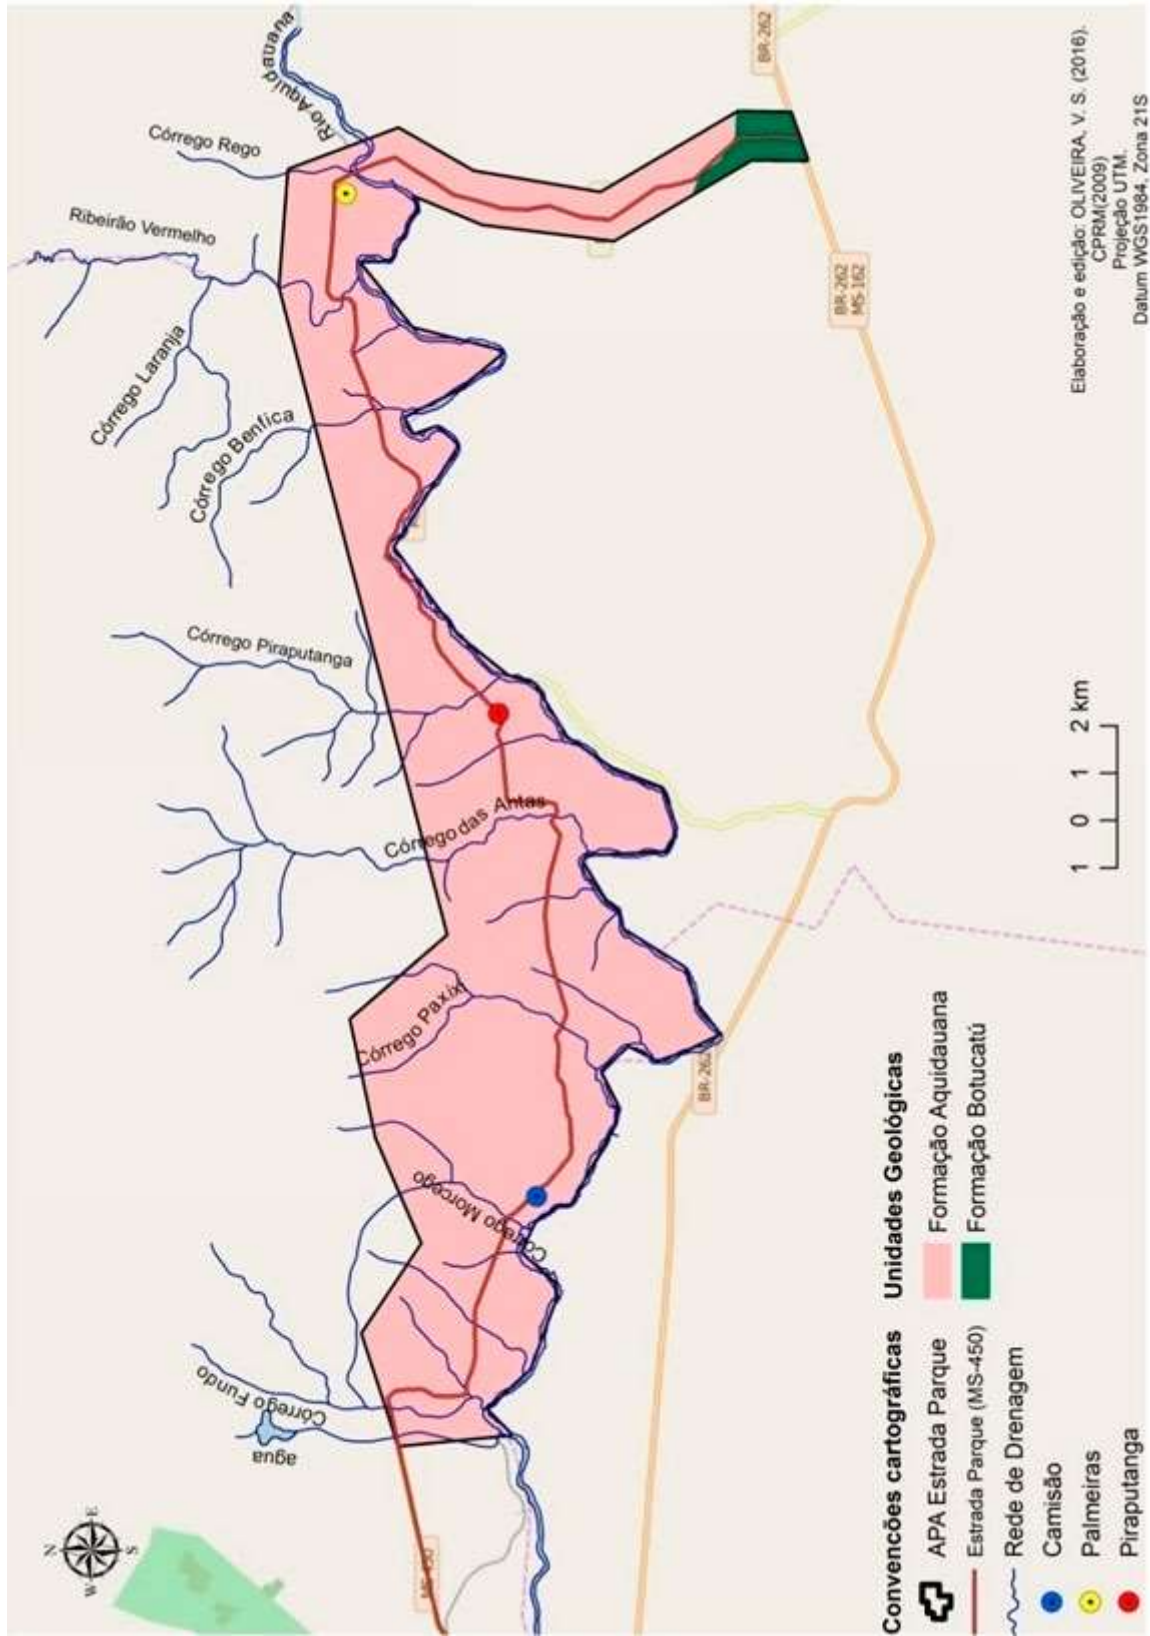 Rio Aquidauana
Córrego Rego
Ribeirão Vermelho
Córrego Laranja
Córrego Benfica
Córrego Piraputanga
Córrego das Antas
Córrego Paxixi
Córrego Morcego
Córrego Fundo
agua
BR-262
BR-262
MS-162
BR-262
N
W
E
S
1 0 1 2 km
Convencões cartográficas
APA Estrada Parque
Estrada Parque (MS-450)
Rede de Drenagem
Camisão
Palmeiras
Piraputanga
Unidades Geológicas
Formação Aquidauana
Formação Botucatú
Elaboração e edição: OLIVEIRA, V. S. (2016).
CPRM(2009)
Projeção UTM.
Datum WGS1984, Zona 21S